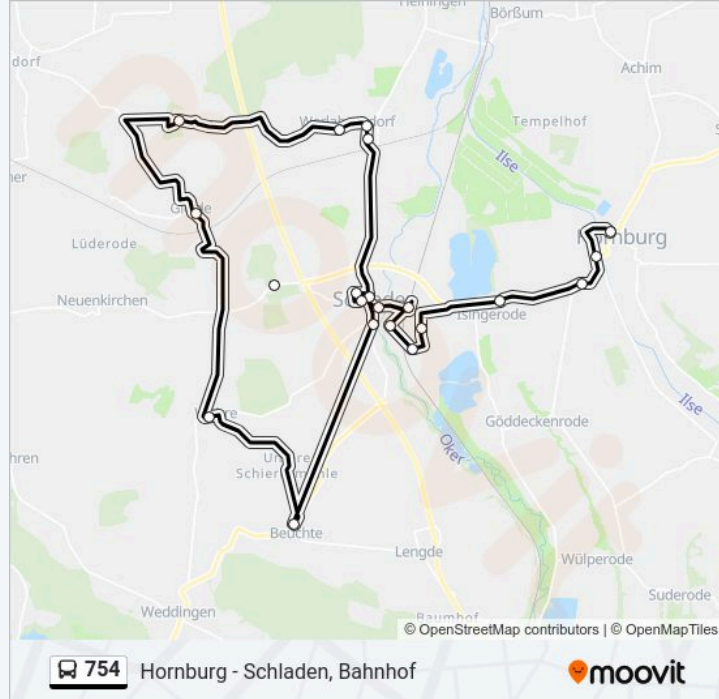 Börßum
dorf
Achim
Tempelhof
Ilse
Lüderode
Neuenkirchen
Isingerode
Göddeckenrode
Ilse
Oker
Beuchte
Lengde
Wülperode
Suderode
Weddingen
© OpenStreetMap contributors | © OpenMapTiles
754 Hornburg - Schladen, Bahnhof moovit